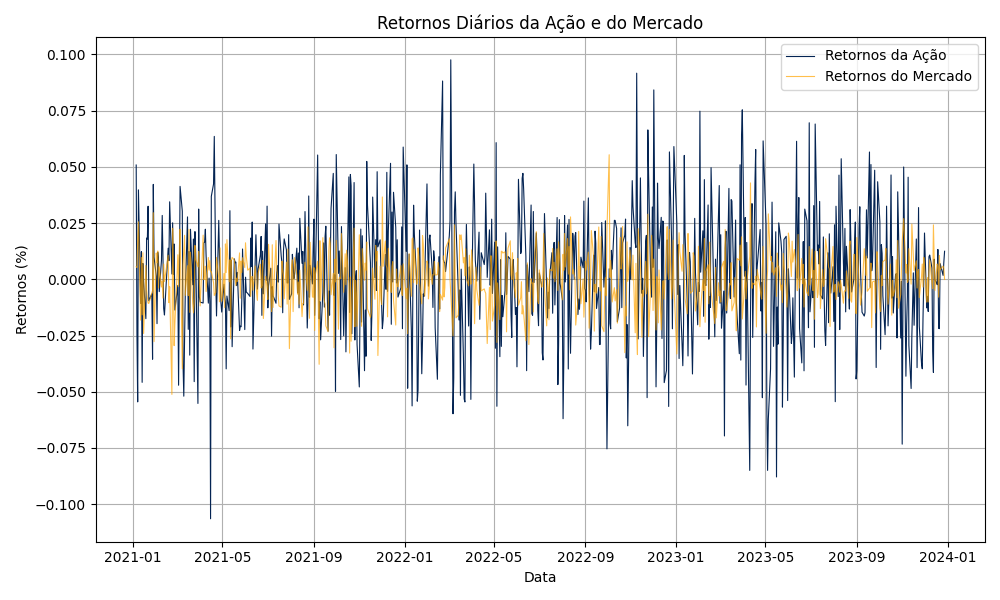 Retornos Diários da Ação e do Mercado
Retornos da Ação
Retornos do Mercado
Retornos (%)
0.100
0.075
0.050
0.025
0.000
−0.025
−0.050
−0.075
−0.100
2021-01 2021-05 2021-09 2022-01 2022-05 2022-09 2023-01 2023-05 2023-09 2024-01
Data